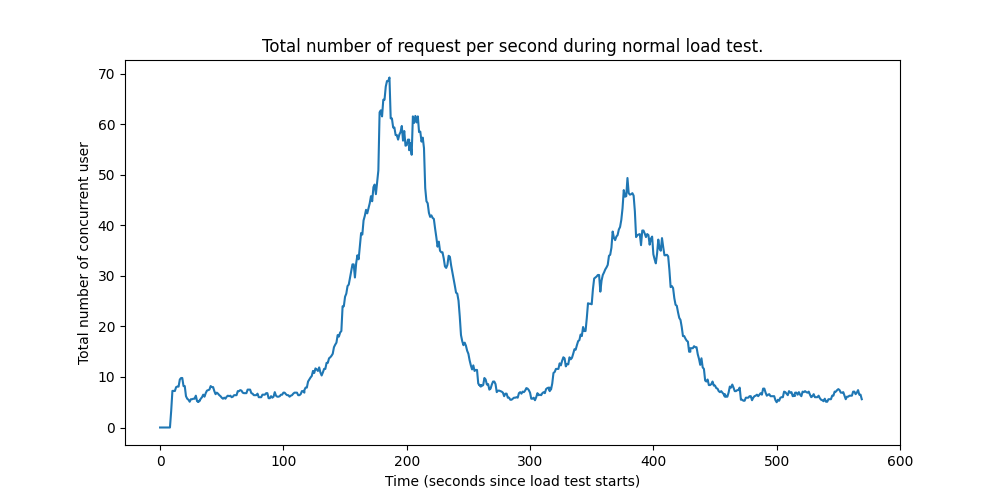 Total number of request per second during normal load test.
Total number of concurrent user
70
60
50
40
30
20
10
0
0 100 200 300 400 500 600
Time (seconds since load test starts)